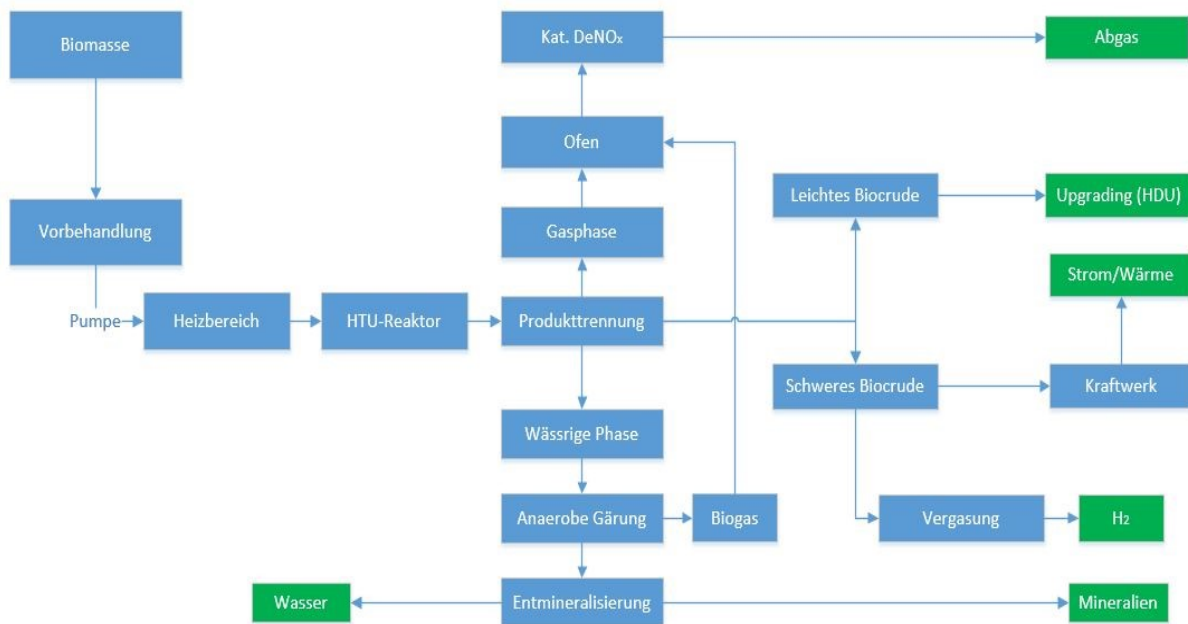 Biomasse
Kat. DeNOₓ
Abgas
Ofen
Vorbehandlung
Gasphase
Leichtes Biocrude
Upgrading (HDU)
Strom/Wärme
Pumpe
Heizbereich
HTU-Reaktor
Produkttrennung
Schweres Biocrude
Kraftwerk
Wässrige Phase
Anaerobe Gärung
Biogas
Vergasung
H₂
Wasser
Entmineralisierung
Mineralien